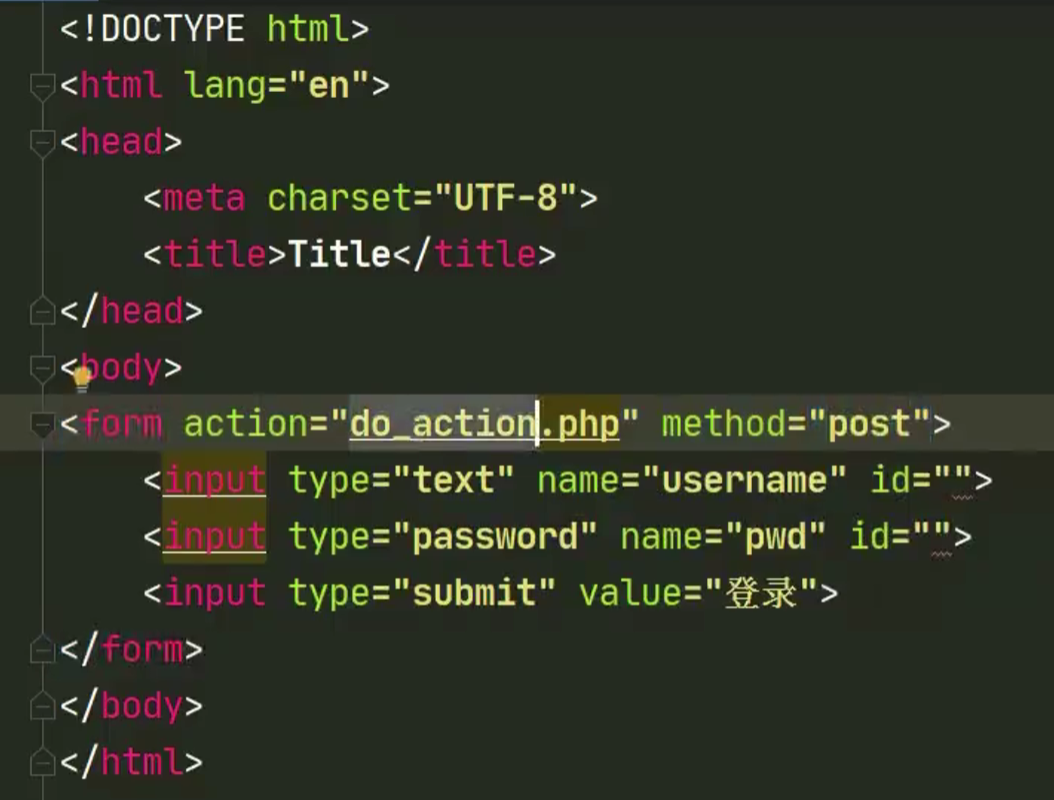 <!DOCTYPE html>
<html lang="en">
<head>
    <meta charset="UTF-8">
    <title>Title</title>
</head>
<body>
<form action="do_action.php" method="post">
    <input type="text" name="username" id="">
    <input type="password" name="pwd" id="">
    <input type="submit" value="登录">
</form>
</body>
</html>